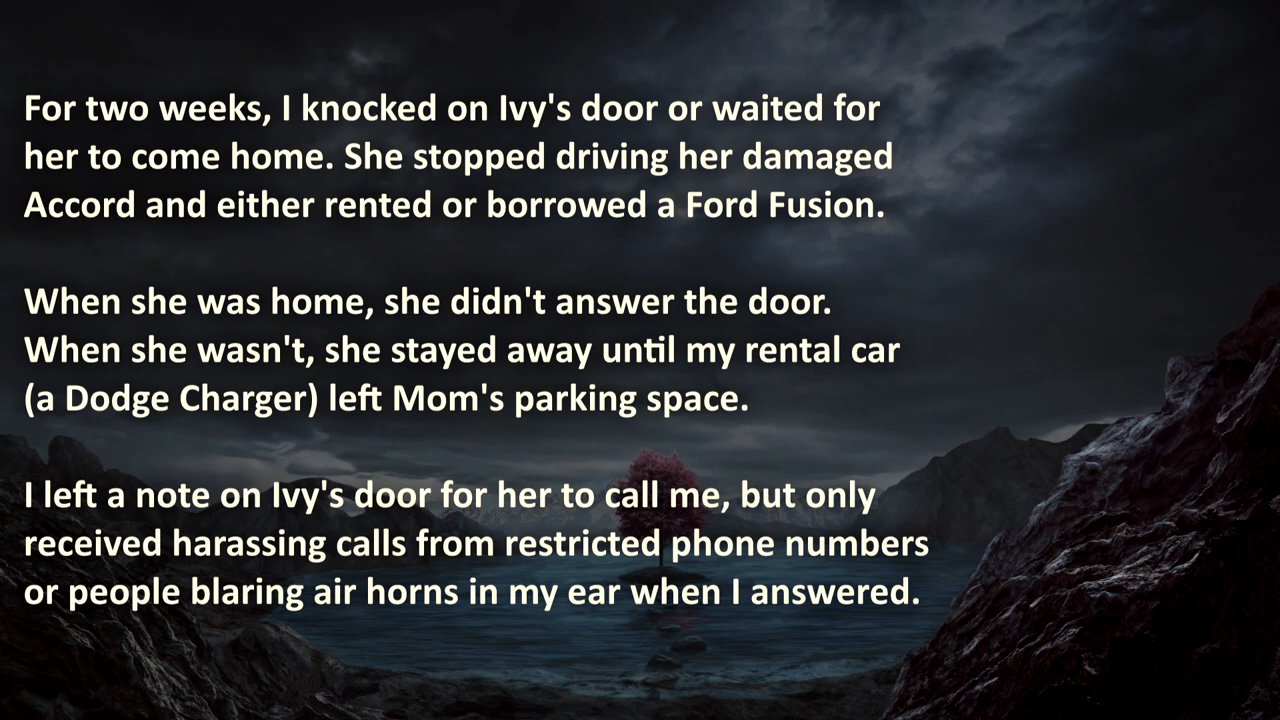 For two weeks, I knocked on Ivy's door or waited for
her to come home. She stopped driving her damaged
Accord and either rented or borrowed a Ford Fusion.
When she was home, she didn't answer the door.
When she wasn't, she stayed away until my rental car
(a Dodge Charger) left Mom's parking space.
I left a note on Ivy's door for her to call me, but only
received harassing calls from restricted phone numbers
or people blaring air horns in my ear when I answered.